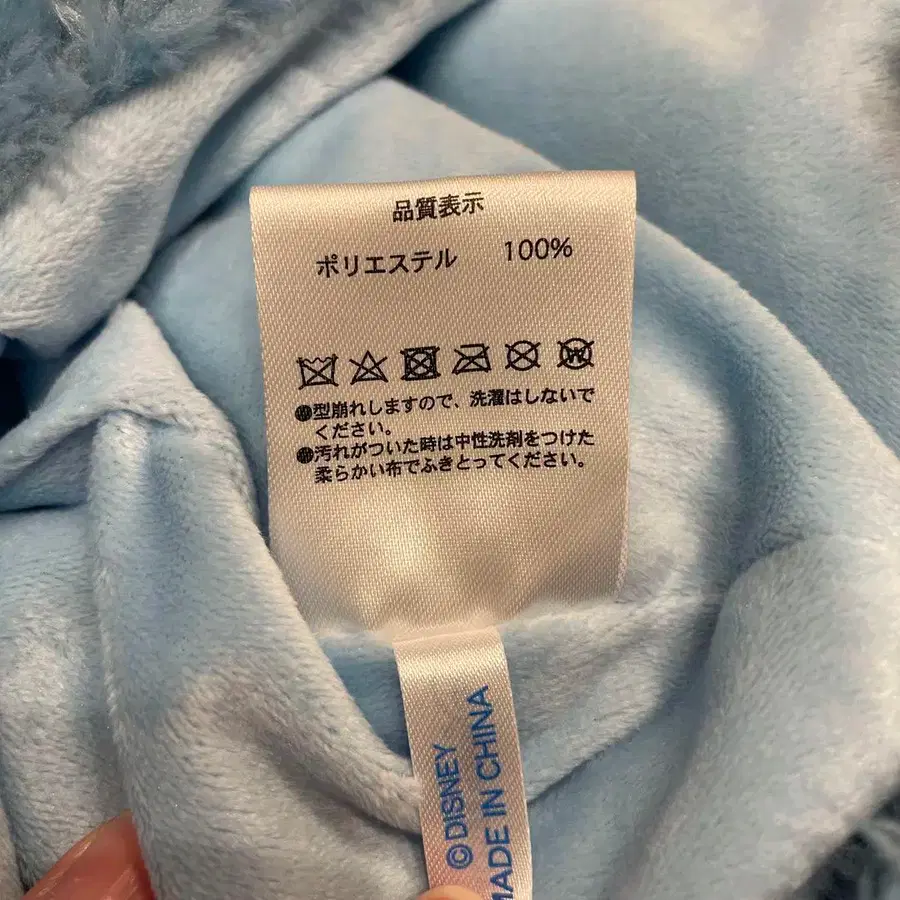 品質表示
ポリエステル 100%
●型崩れしますので、洗濯はしないで
ください。
●汚れがついた時は中性洗剤をつけた
柔らかい布でふきとってください。
©DISNEY
MADE IN CHINA